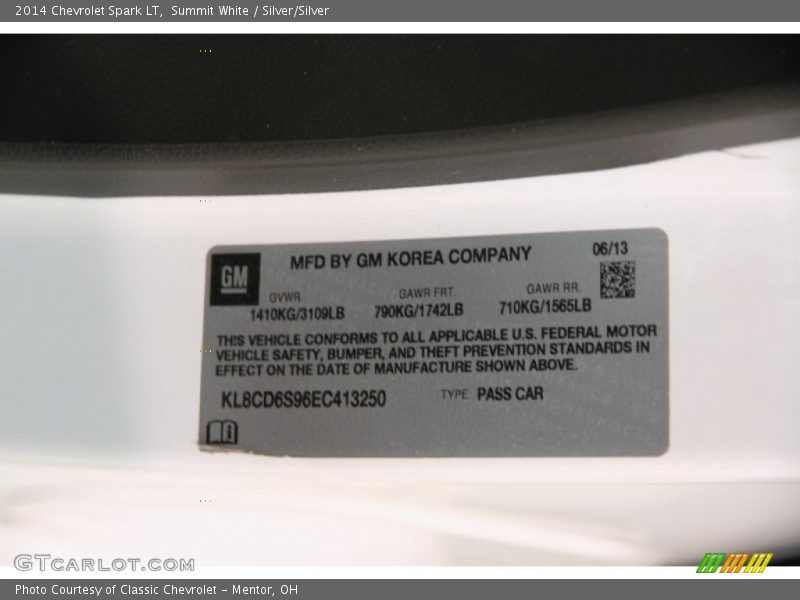 2014 Chevrolet Spark LT,  Summit White / Silver/Silver
GM
MFD BY GM KOREA COMPANY
06/13
GVWR
GAWR FRT.
GAWR RR.
1410KG/3109LB
790KG/1742LB
710KG/1565LB
THIS VEHICLE CONFORMS TO ALL APPLICABLE U.S. FEDERAL MOTOR
VEHICLE SAFETY, BUMPER, AND THEFT PREVENTION STANDARDS IN
EFFECT ON THE DATE OF MANUFACTURE SHOWN ABOVE.
KL8CD6S96EC413250
TYPE: PASS CAR
GTCARLOT.COM
Photo Courtesy of Classic Chevrolet - Mentor, OH